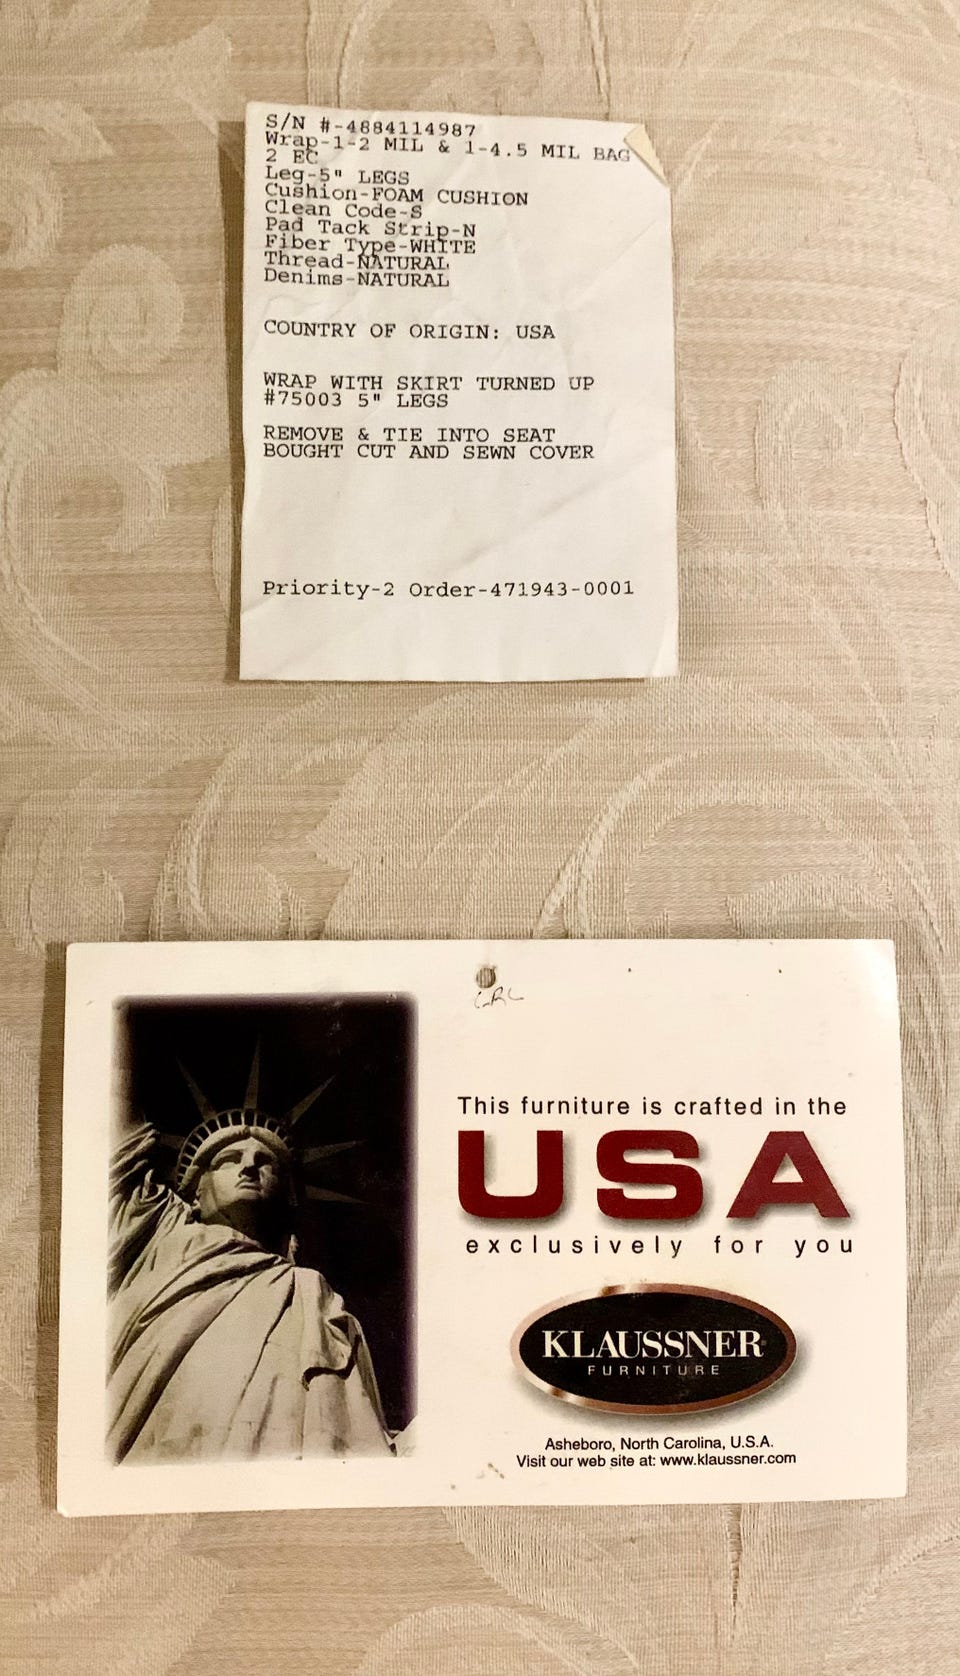 S/N #-4884114987
Wrap-1-2 MIL & 1-4.5 MIL BAG
2 EC
Leg-5" LEGS
Cushion-FOAM CUSHION
Clean Code-S
Pad Tack Strip-N
Fiber Type-WHITE
Thread-NATURAL
Denims-NATURAL
COUNTRY OF ORIGIN: USA
WRAP WITH SKIRT TURNED UP
#75003 5" LEGS
REMOVE & TIE INTO SEAT
BOUGHT CUT AND SEWN COVER
Priority-2 Order-471943-0001
This furniture is crafted in the
USA
exclusively for you
KLAUSSNER
FURNITURE
Asheboro, North Carolina, U.S.A.
Visit our web site at: www.klaussner.com